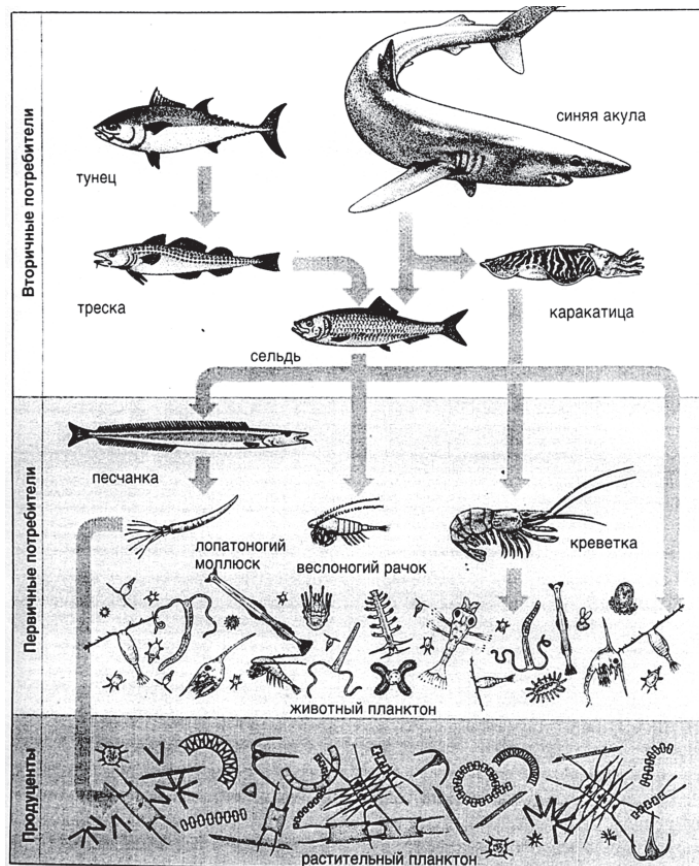 Вторичные потребители
синяя акула
тунец
треска
каракатица
сельдь
Первичные потребители
песчанка
лопатоногий
моллюск
веслоногий рачок
креветка
животный планктон
Продуценты
растительный планктон